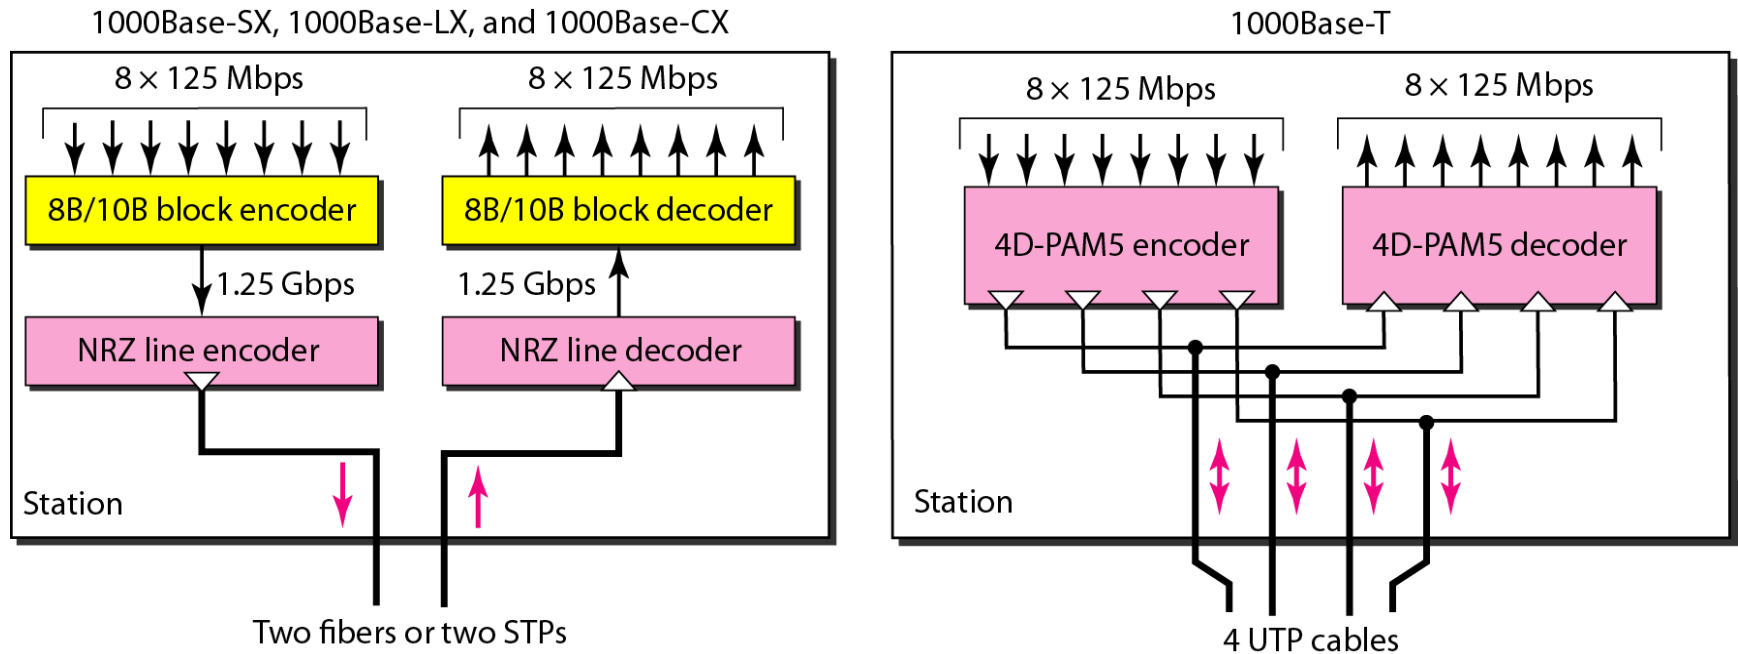 1000Base-SX, 1000Base-LX, and 1000Base-CX
8 × 125 Mbps
8 × 125 Mbps
8B/10B block encoder
8B/10B block decoder
1.25 Gbps
1.25 Gbps
NRZ line encoder
NRZ line decoder
Station
Two fibers or two STPs
1000Base-T
8 × 125 Mbps
8 × 125 Mbps
4D-PAM5 encoder
4D-PAM5 decoder
Station
4 UTP cables